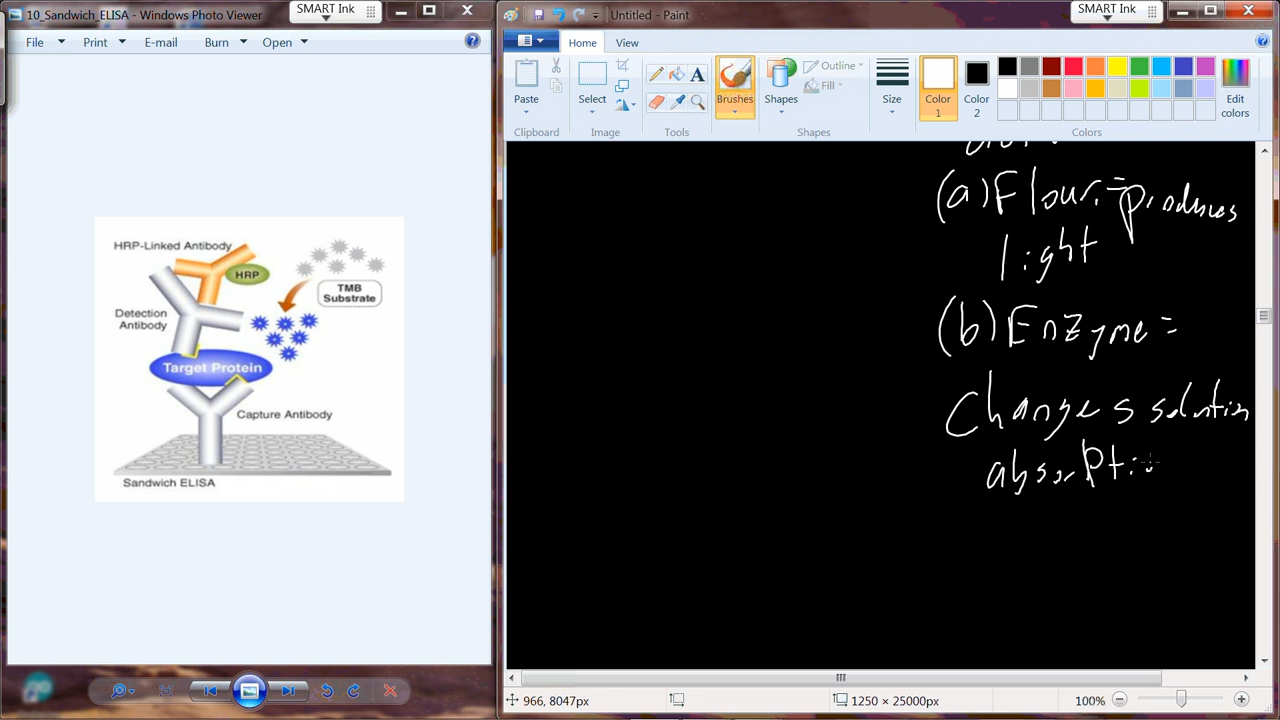 10_Sandwich_ELISA - Windows Photo Viewer
SMART Ink
File Print E-mail Burn Open
HRP-Linked Antibody
HRP
TMB
Substrate
Detection
Antibody
Target Protein
Capture Antibody
Sandwich ELISA
Untitled - Paint
SMART Ink
Home View
Paste
Select
Brushes
Shapes
Outline
Fill
Size
Color
1
Color
2
Edit
colors
Clipboard
Image
Tools
Shapes
Colors
(a) Flour. = produces
light
(b) Enzyme =
Changes solution
absorpti
966, 8047px
1250 × 25000px
100%